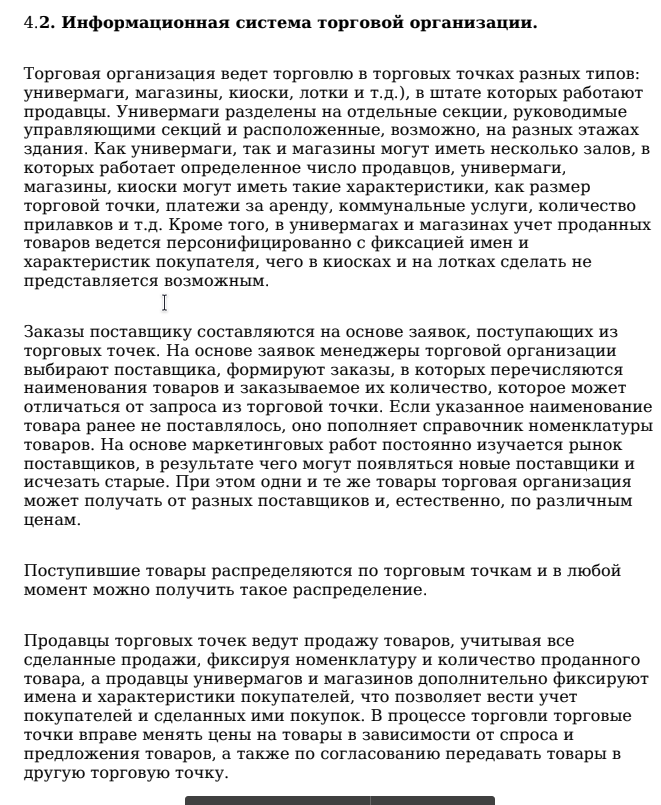 4.2. Информационная система торговой организации.
Торговая организация ведет торговлю в торговых точках разных типов:
универмаги, магазины, киоски, лотки и т.д.), в штате которых работают
продавцы. Универмаги разделены на отдельные секции, руководимые
управляющими секций и расположенные, возможно, на разных этажах
здания. Как универмаги, так и магазины могут иметь несколько залов, в
которых работает определенное число продавцов, универмаги,
магазины, киоски могут иметь такие характеристики, как размер
торговой точки, платежи за аренду, коммунальные услуги, количество
прилавков и т.д. Кроме того, в универмагах и магазинах учет проданных
товаров ведется персонифицированно с фиксацией имен и
характеристик покупателя, чего в киосках и на лотках сделать не
представляется возможным.
Заказы поставщику составляются на основе заявок, поступающих из
торговых точек. На основе заявок менеджеры торговой организации
выбирают поставщика, формируют заказы, в которых перечисляются
наименования товаров и заказываемое их количество, которое может
отличаться от запроса из торговой точки. Если указанное наименование
товара ранее не поставлялось, оно пополняет справочник номенклатуры
товаров. На основе маркетинговых работ постоянно изучается рынок
поставщиков, в результате чего могут появляться новые поставщики и
исчезать старые. При этом одни и те же товары торговая организация
может получать от разных поставщиков и, естественно, по различным
ценам.
Поступившие товары распределяются по торговым точкам и в любой
момент можно получить такое распределение.
Продавцы торговых точек ведут продажу товаров, учитывая все
сделанные продажи, фиксируя номенклатуру и количество проданного
товара, а продавцы универмагов и магазинов дополнительно фиксируют
имена и характеристики покупателей, что позволяет вести учет
покупателей и сделанных ими покупок. В процессе торговли торговые
точки вправе менять цены на товары в зависимости от спроса и
предложения товаров, а также по согласованию передавать товары в
другую торговую точку.